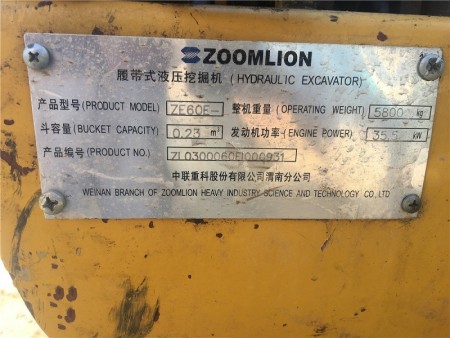 ZOOMLION
履带式液压挖掘机 (HYDRAULIC EXCAVATOR)
产品型号(PRODUCT MODEL) ZE60E- 整机重量 (OPERATING WEIGHT) 5800 kg
斗容量(BUCKET CAPACITY) 0.23 m³ 发动机功率(ENGINE POWER) 35.5 kW
产品编号(PRODUCT NO.)
中联重科股份有限公司渭南分公司
WEINAN BRANCH OF ZOOMLION HEAVY INDUSTRY SCIENCE AND TECHNOLOGY CO.,LTD